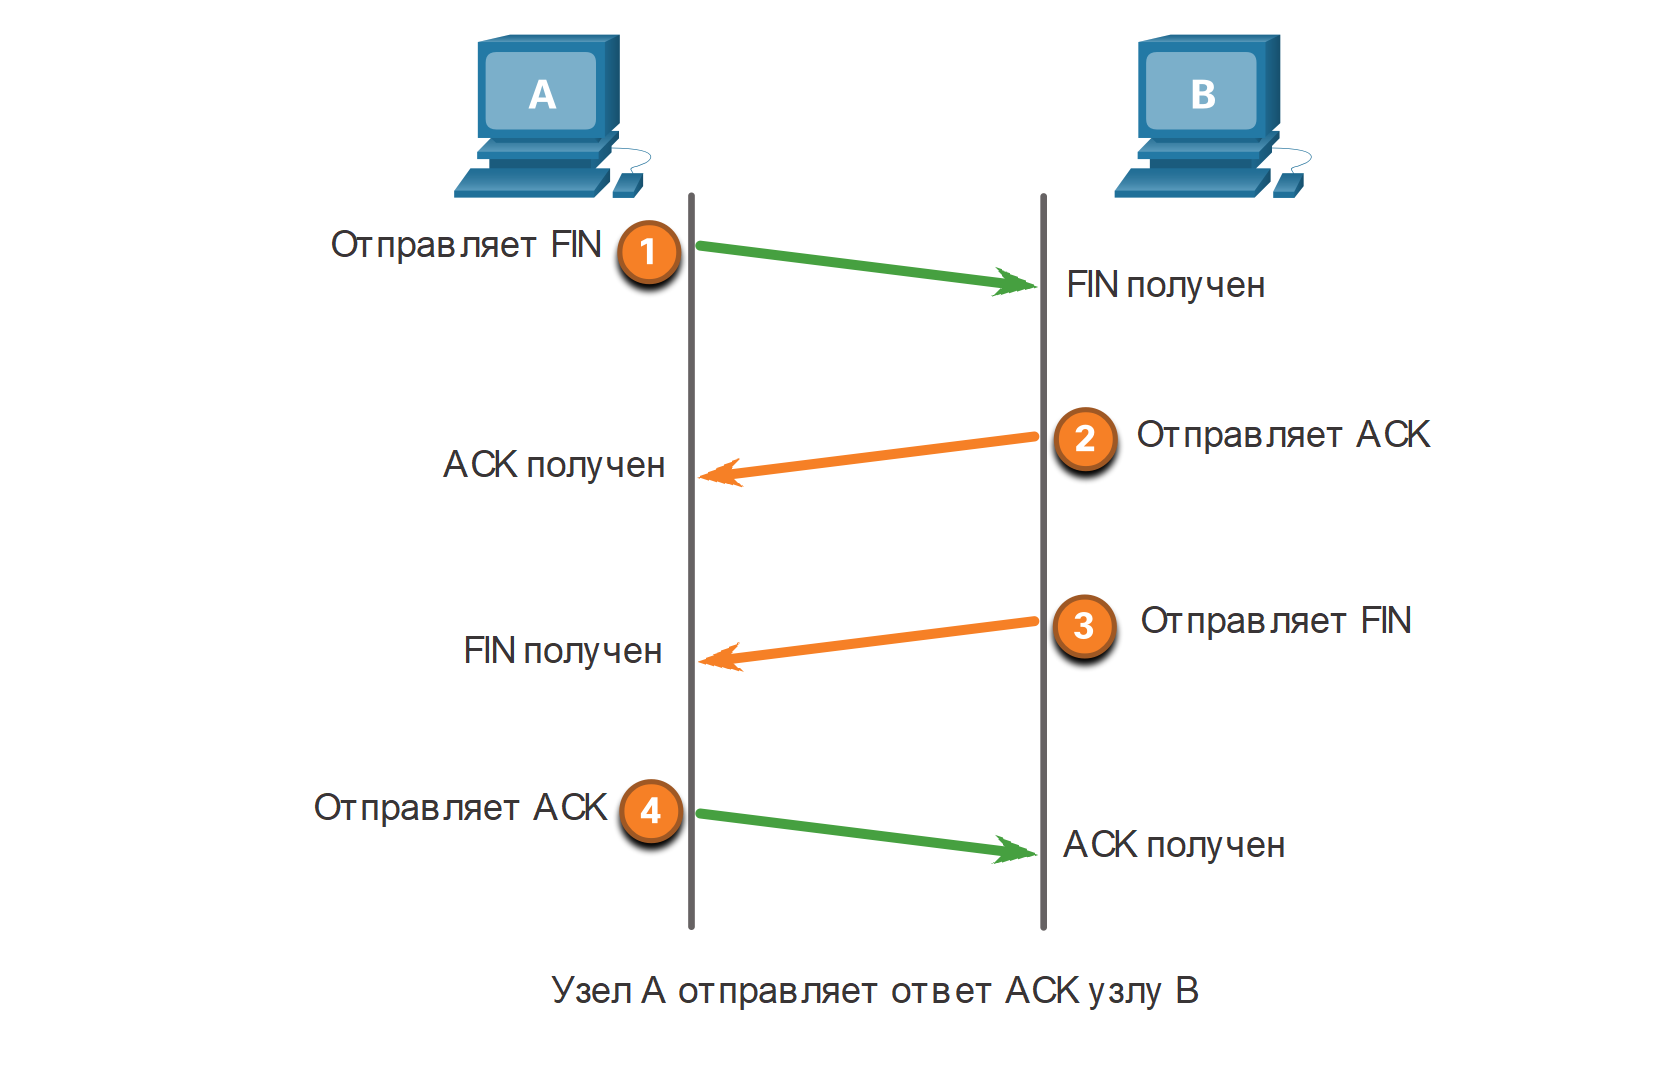 A
B
Отправляет FIN
1
FIN получен
2
Отправляет ACK
ACK получен
3
Отправляет FIN
FIN получен
Отправляет ACK
4
ACK получен
Узел A отправляет ответ ACK узлу B